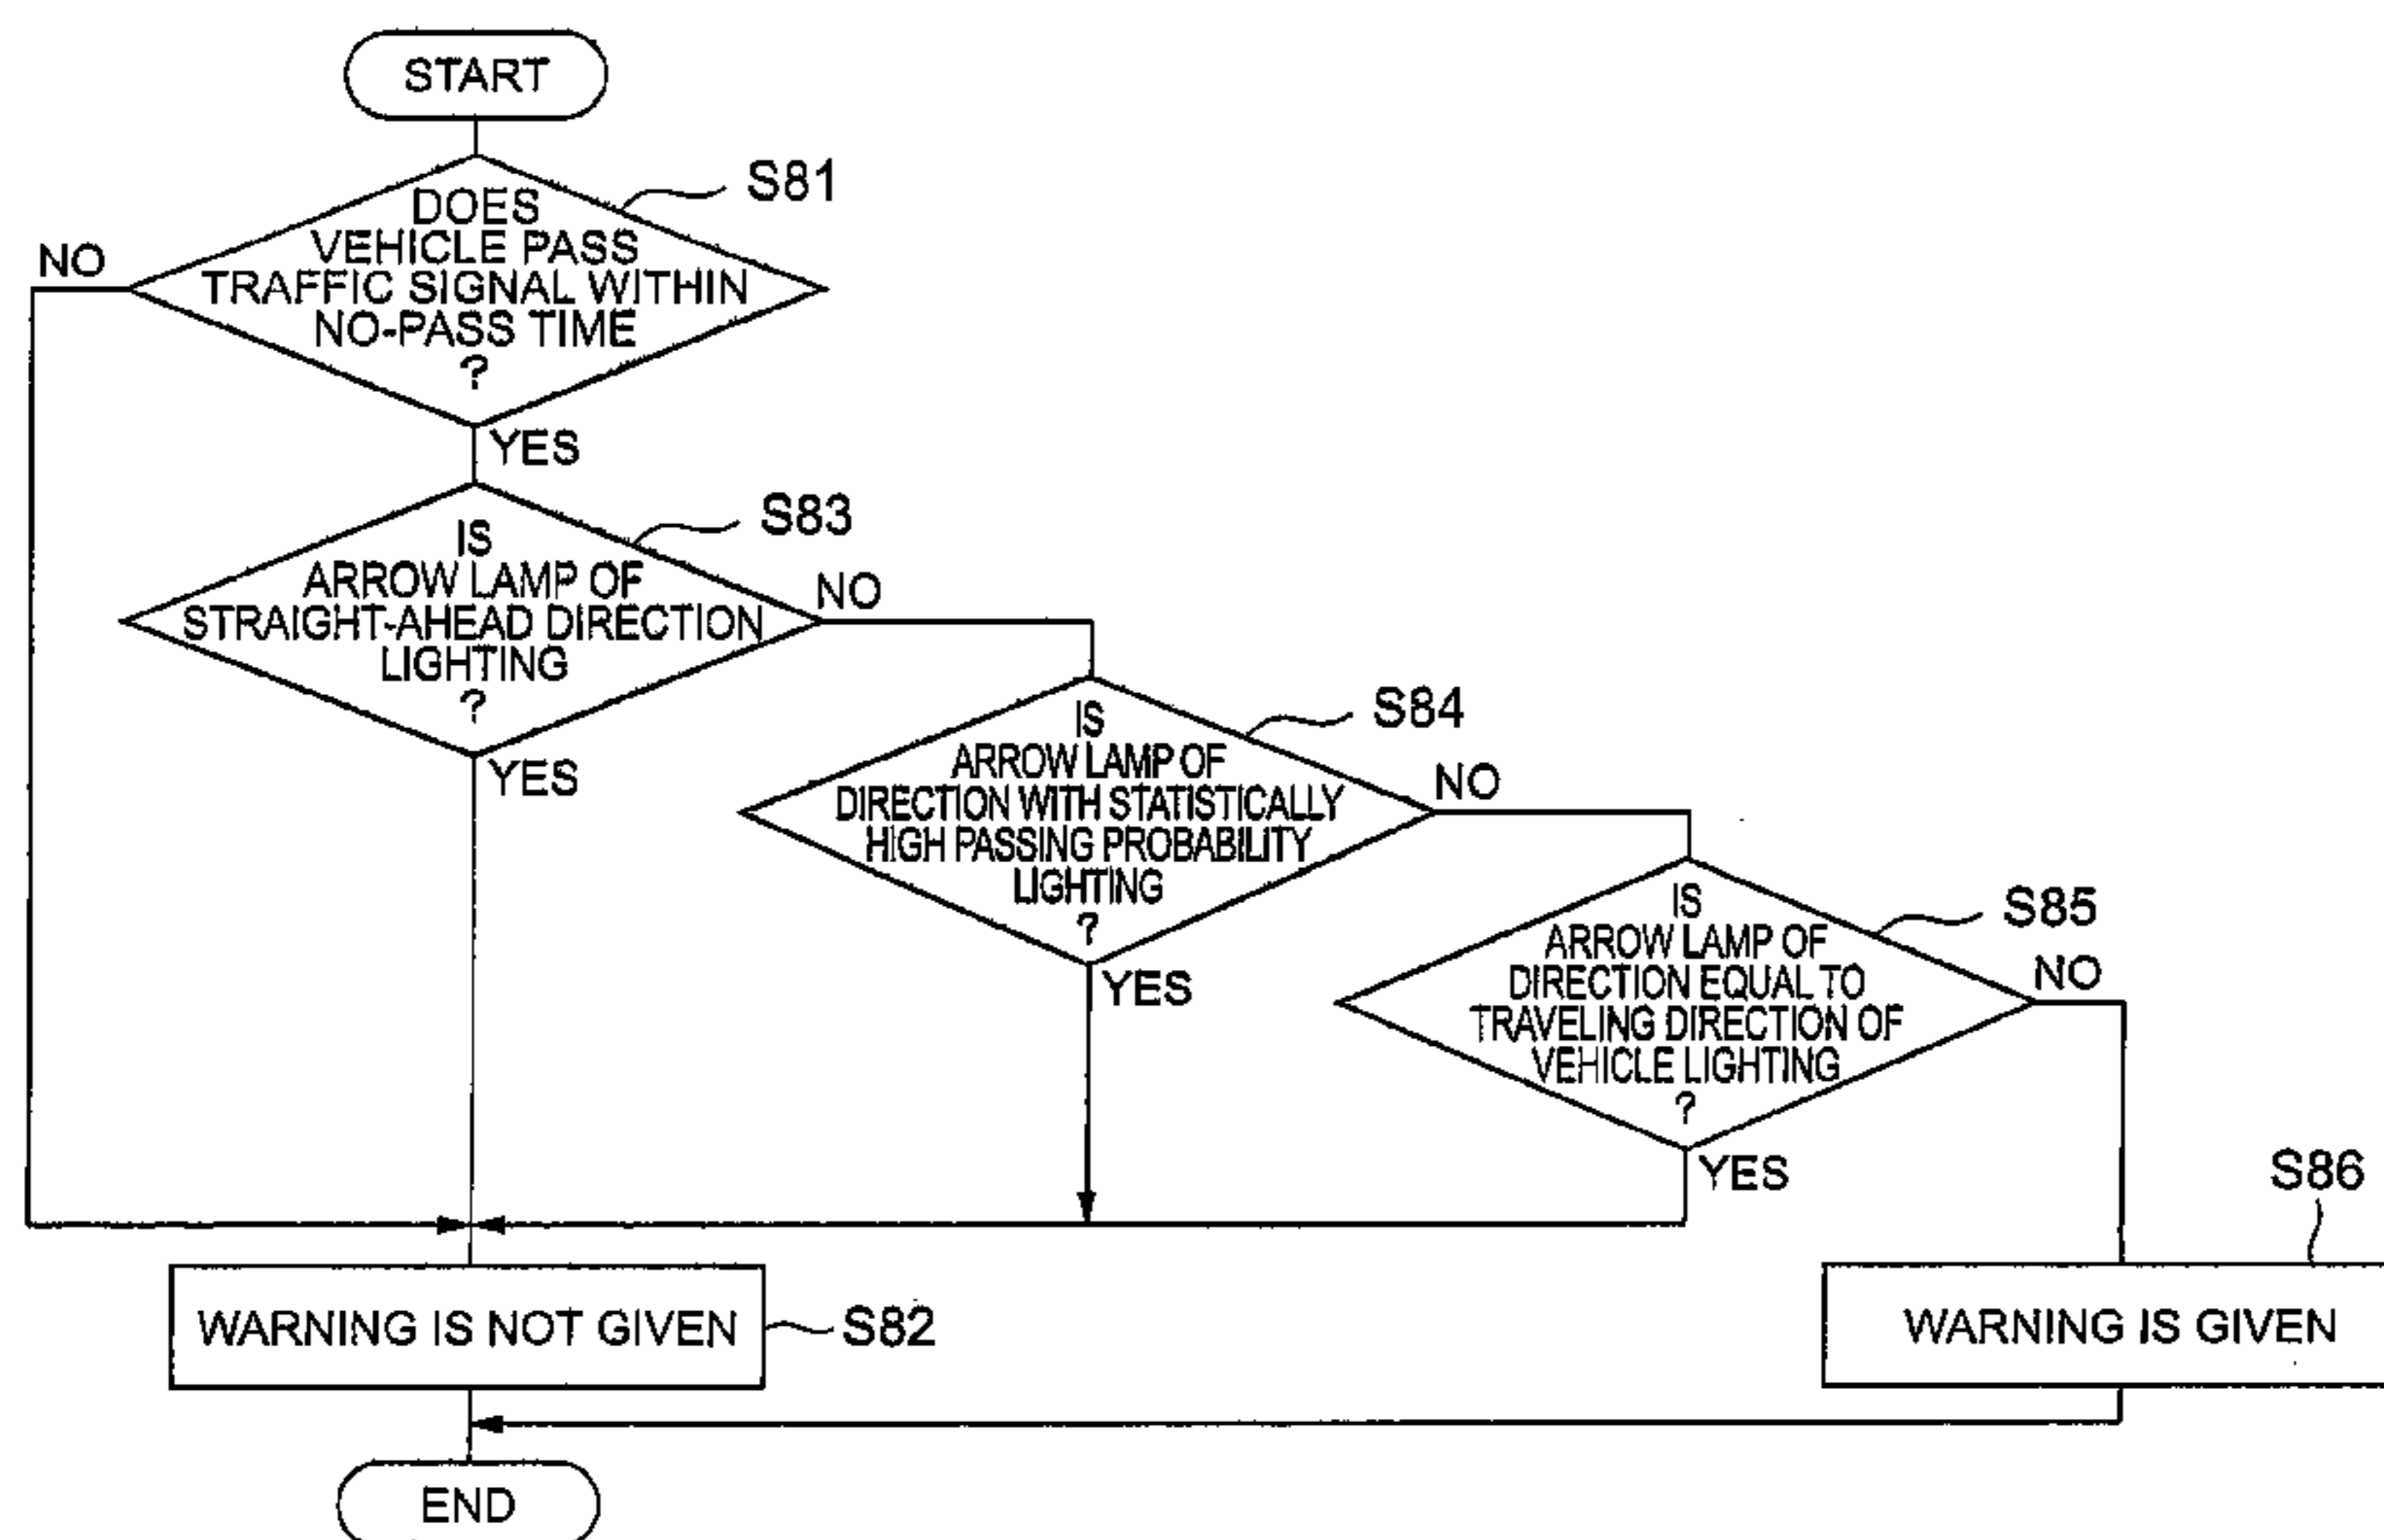 START
S81
DOES
VEHICLE PASS
TRAFFIC SIGNAL WITHIN
NO-PASS TIME
?
NO
YES
S83
IS
ARROW LAMP OF
STRAIGHT-AHEAD DIRECTION
LIGHTING
?
NO
YES
S84
IS
ARROW LAMP OF
DIRECTION WITH STATISTICALLY
HIGH PASSING PROBABILITY
LIGHTING
?
NO
YES
S85
IS
ARROW LAMP OF
DIRECTION EQUAL TO
TRAVELING DIRECTION OF
VEHICLE LIGHTING
?
NO
YES
S86
WARNING IS NOT GIVEN
S82
WARNING IS GIVEN
END